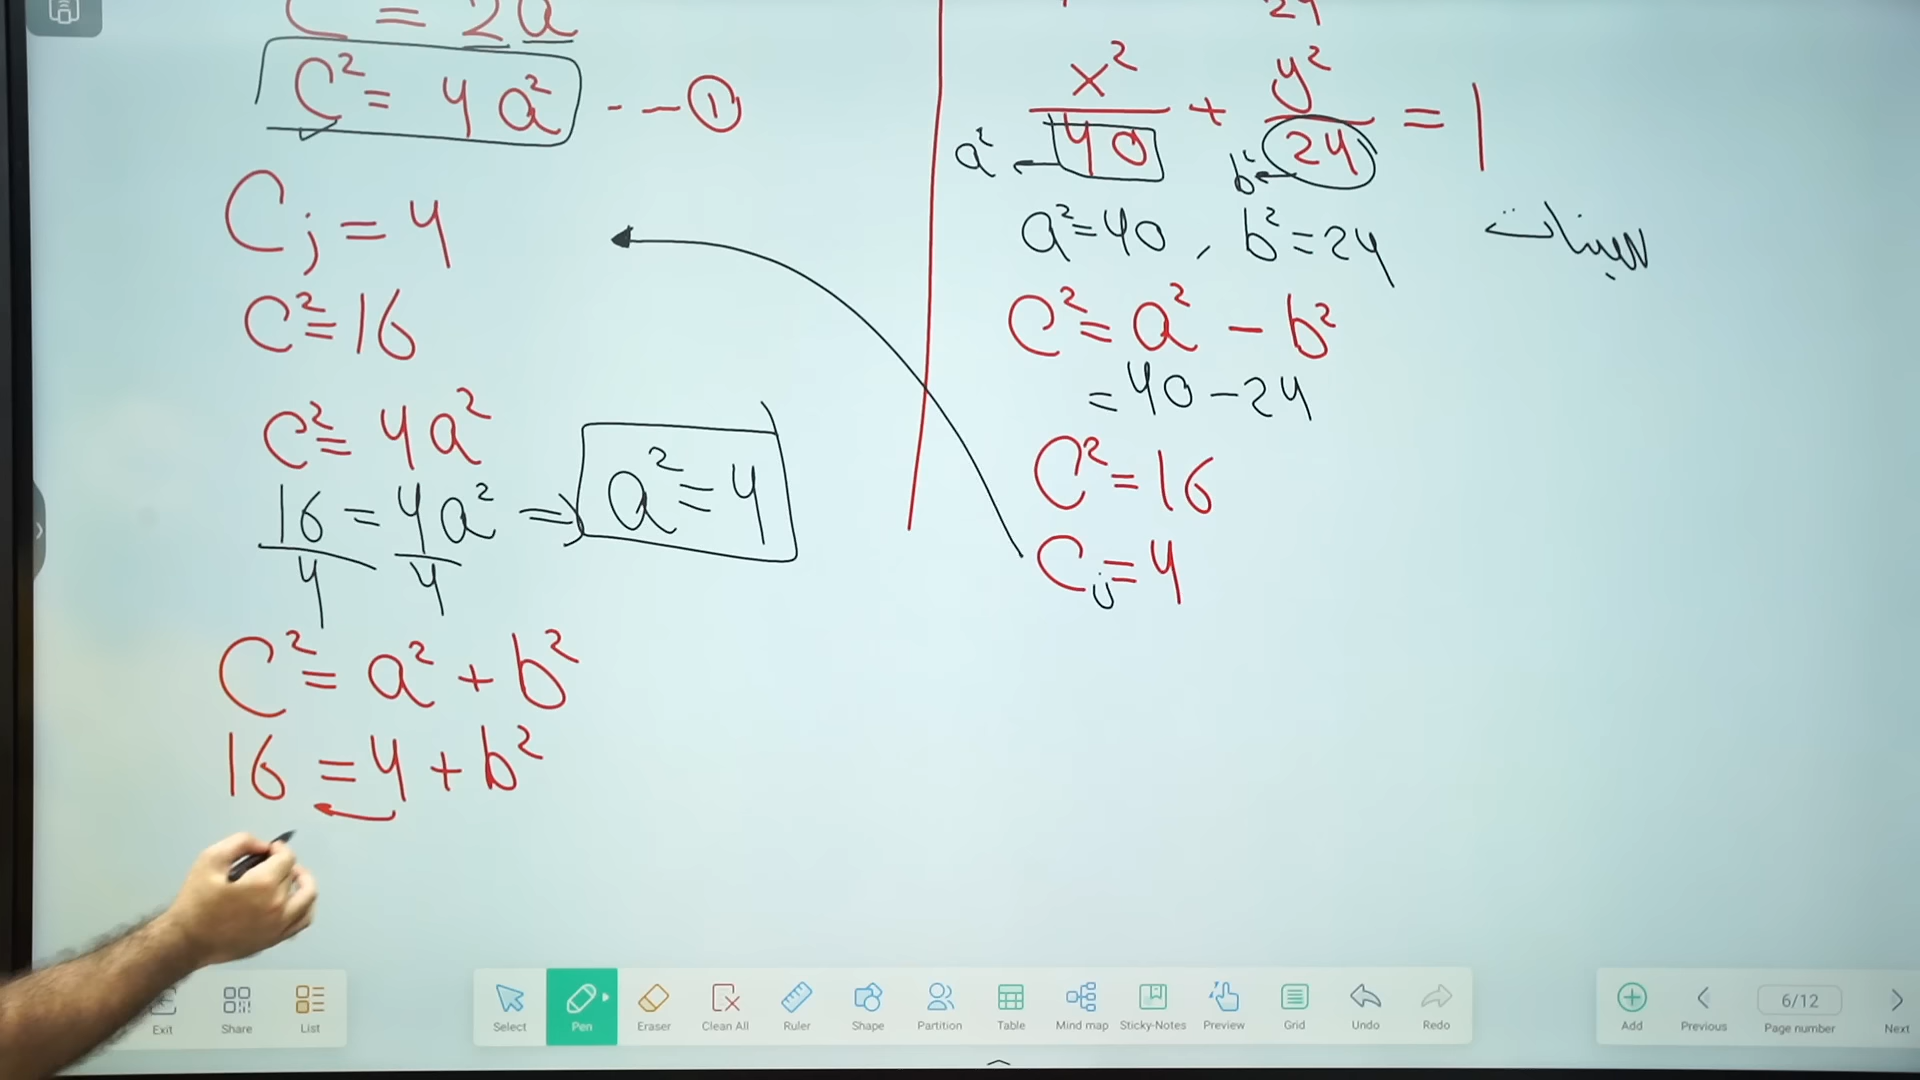 C = 2a
C² = 4a² --- ①
Cز = 4
C² = 16
C² = 4a²
16/4 = 4a²/4 ⇒ a² = 4
C² = a² + b²
16 = 4 + b²
24
x²/40 + y²/24 = 1
a² ← b² ←
a² = 40 , b² = 24
C² = a² - b²
= 40 - 24
C² = 16
Cن = 4
Exit Share List Select Pen Eraser Clean All Ruler Shape Partition Table Mind map Sticky-Notes Preview Grid Undo Redo Add Previous 6/12 Page number Next